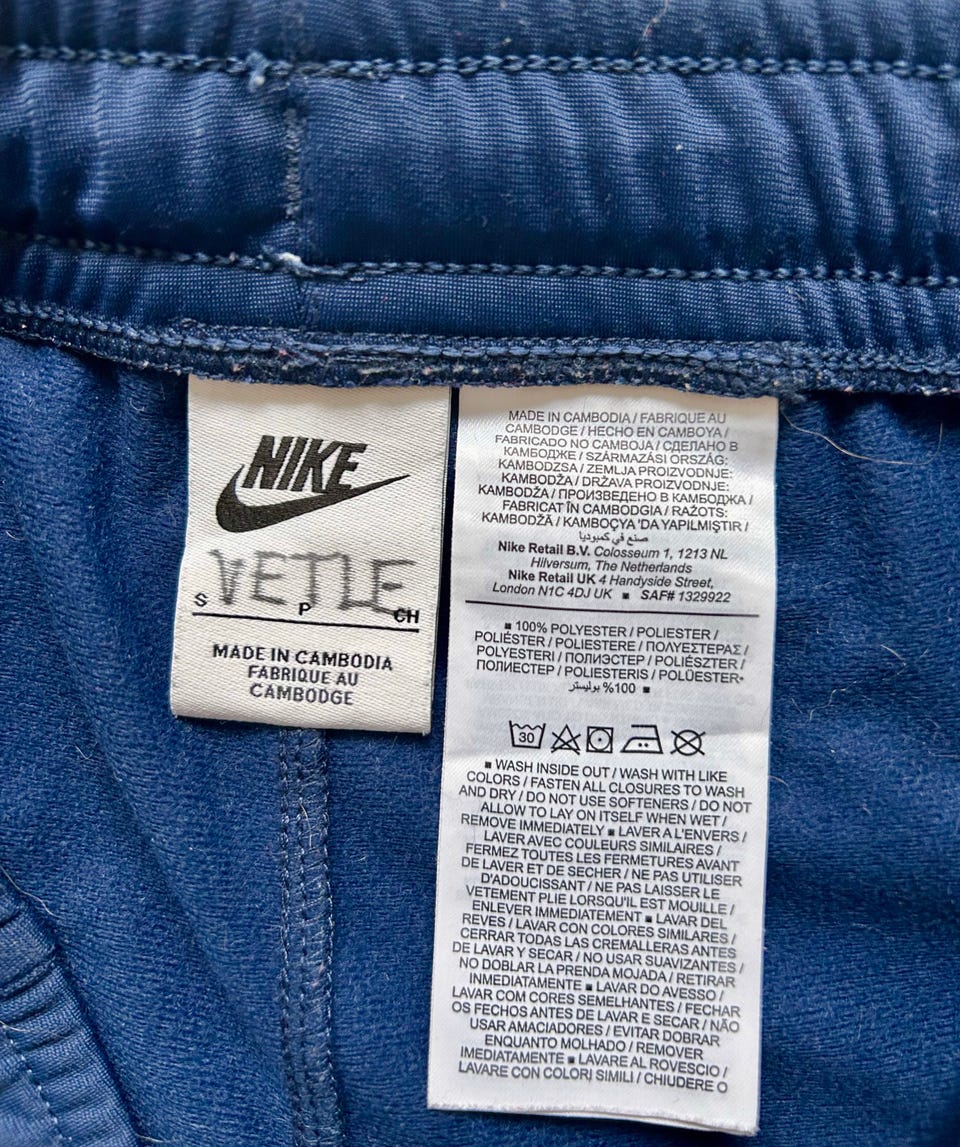 NIKE
VETLE
S P CH
MADE IN CAMBODIA
FABRIQUE AU
CAMBODGE
MADE IN CAMBODIA / FABRIQUE AU
CAMBODGE / HECHO EN CAMBOYA /
FABRICADO NO CAMBOJA / СДЕЛАНО В
КАМБОДЖЕ / SZÁRMAZÁSI ORSZÁG:
KAMBODZSA / ZEMLJA PROIZVODNJE:
KAMBODŽA / DRŽAVA PROIZVODNJE:
KAMBODŽA / ПРОИЗВЕДЕНО В КАМБОДЖА /
FABRICAT ÎN CAMBODGIA / RAŽOTS:
KAMBODŽĀ / KAMBOÇYA 'DA YAPILMIŞTIR /
صنع في كمبوديا
Nike Retail B.V. Colosseum 1, 1213 NL
Hilversum, The Netherlands
Nike Retail UK 4 Handyside Street,
London N1C 4DJ UK ■ SAF# 1329922
■ 100% POLYESTER / POLIESTER /
POLIÉSTER / POLIESTERE / ΠΟΛΥΕΣΤΕΡΑΣ /
POLYESTERI / ПОЛИЭСТЕР / POLIÉSZTER /
ПОЛИЕСТЕР / POLIESTERIS / POLÜESTER•
■ 100% بوليستر
30
■ WASH INSIDE OUT / WASH WITH LIKE
COLORS / FASTEN ALL CLOSURES TO WASH
AND DRY / DO NOT USE SOFTENERS / DO NOT
ALLOW TO LAY ON ITSELF WHEN WET /
REMOVE IMMEDIATELY ■ LAVER A L'ENVERS /
LAVER AVEC COULEURS SIMILAIRES /
FERMEZ TOUTES LES FERMETURES AVANT
DE LAVER ET DE SECHER / NE PAS UTILISER
D'ADOUCISSANT / NE PAS LAISSER LE
VETEMENT PLIE LORSQU'IL EST MOUILLE /
ENLEVER IMMEDIATEMENT ■ LAVAR DEL
REVES / LAVAR CON COLORES SIMILARES /
CERRAR TODAS LAS CREMALLERAS ANTES
DE LAVAR Y SECAR / NO USAR SUAVIZANTES /
NO DOBLAR LA PRENDA MOJADA / RETIRAR
INMEDIATAMENTE ■ LAVAR DO AVESSO /
LAVAR COM CORES SEMELHANTES / FECHAR
OS FECHOS ANTES DE LAVAR E SECAR / NÃO
USAR AMACIADORES / EVITAR DOBRAR
ENQUANTO MOLHADO / REMOVER
IMEDIATAMENTE ■ LAVARE AL ROVESCIO /
LAVARE CON COLORI SIMILI / CHIUDERE O